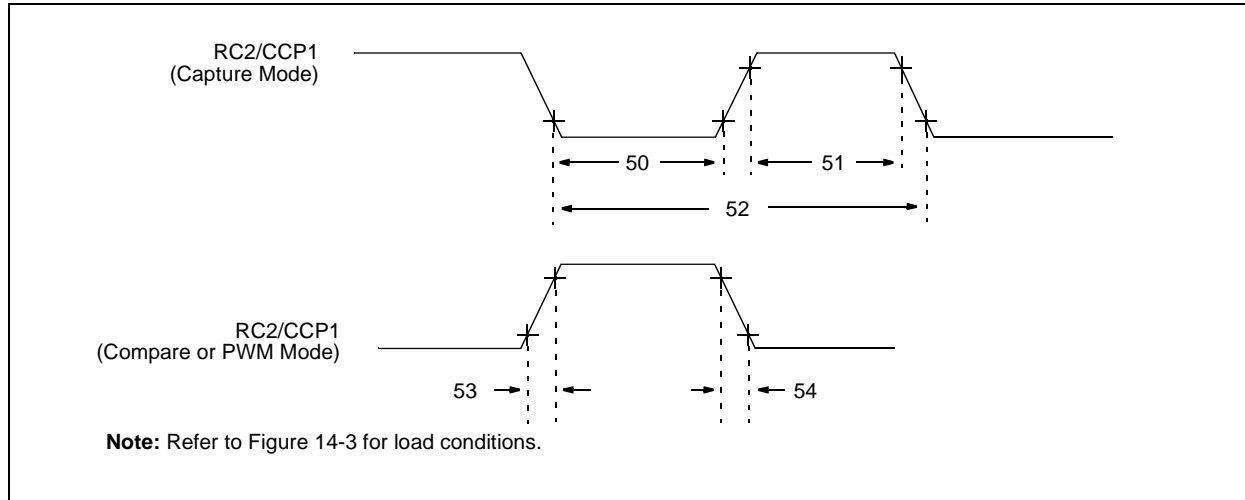 RC2/CCP1
(Capture Mode)
50
51
52
RC2/CCP1
(Compare or PWM Mode)
53
54
Note: Refer to Figure 14-3 for load conditions.